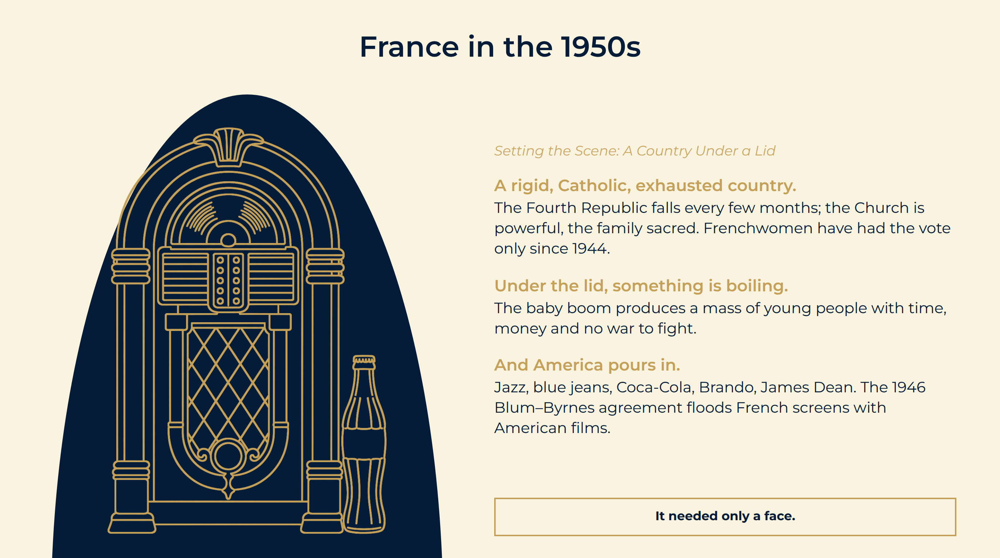 France in the 1950s
Setting the Scene: A Country Under a Lid
A rigid, Catholic, exhausted country.
The Fourth Republic falls every few months; the Church is
powerful, the family sacred. Frenchwomen have had the vote
only since 1944.
Under the lid, something is boiling.
The baby boom produces a mass of young people with time,
money and no war to fight.
And America pours in.
Jazz, blue jeans, Coca-Cola, Brando, James Dean. The 1946
Blum–Byrnes agreement floods French screens with
American films.
It needed only a face.